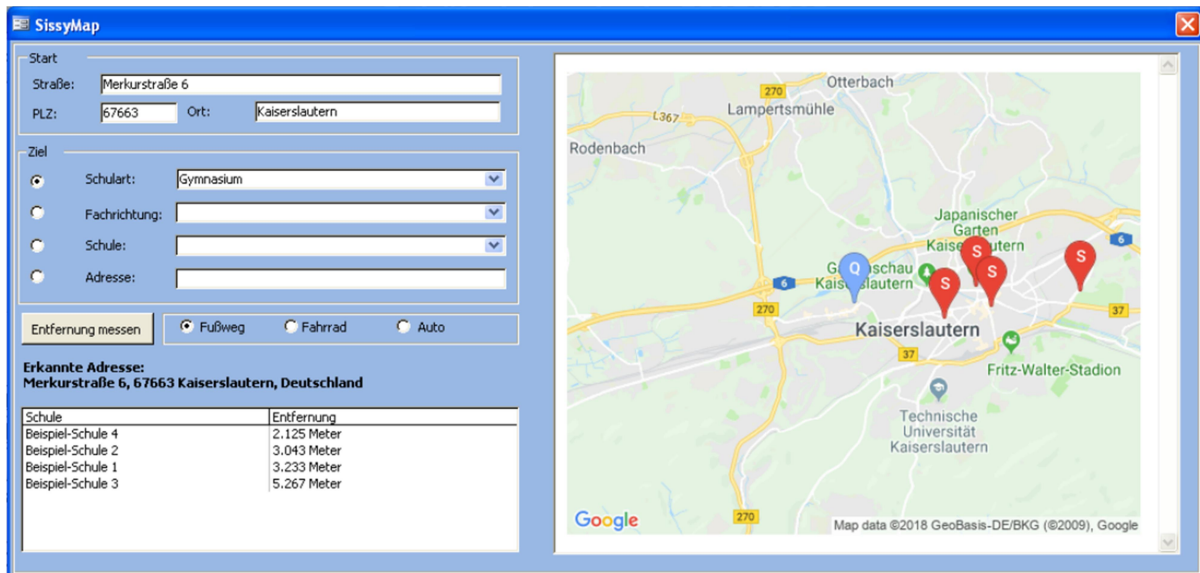 SissyMap
Start
Straße: Merkurstraße 6
PLZ: 67663 Ort: Kaiserslautern
Ziel
Schulart: Gymnasium
Fachrichtung:
Schule:
Adresse:
Entfernung messen Fußweg Fahrrad Auto
Erkannte Adresse:
Merkurstraße 6, 67663 Kaiserslautern, Deutschland
Schule Entfernung
Beispiel-Schule 4 2.125 Meter
Beispiel-Schule 2 3.043 Meter
Beispiel-Schule 1 3.233 Meter
Beispiel-Schule 3 5.267 Meter
Otterbach
270
Lampertsmühle
L367
Rodenbach
Japanischer
Garten
6
S
S
Q
S
S
6
270
37
Kaiserslautern
37
Fritz-Walter-Stadion
Technische
Universität
Kaiserslautern
270
Google
Map data ©2018 GeoBasis-DE/BKG (©2009), Google